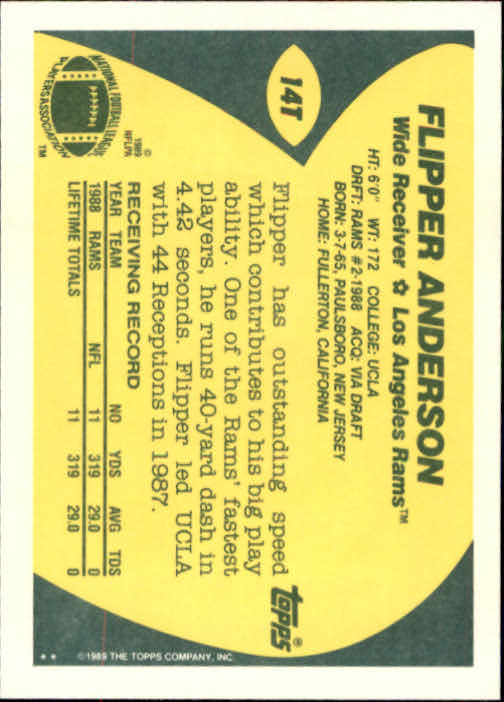 14T
FLIPPER ANDERSON
Wide Receiver ✩ Los Angeles Rams™
HT: 6'0" WT: 172 COLLEGE: UCLA
DRFT: RAMS #2-1988 ACQ: VIA DRAFT
BORN: 3-7-65, PAULSBORO, NEW JERSEY
HOME: FULLERTON, CALIFORNIA
Flipper has outstanding speed
which contributes to his big play
ability. One of the Rams' fastest
players, he runs 40-yard dash in
4.42 seconds. Flipper led UCLA
with 44 Receptions in 1987.
topps®
NATIONAL FOOTBALL LEAGUE
PLAYERS ASSOCIATION
™
©
1989
NFLPA
RECEIVING RECORD
YEAR TEAM NO YDS AVG TDS
1988 RAMS NFL 11 319 29.0 0
LIFETIME TOTALS 11 319 29.0 0
** ©1989 THE TOPPS COMPANY, INC.